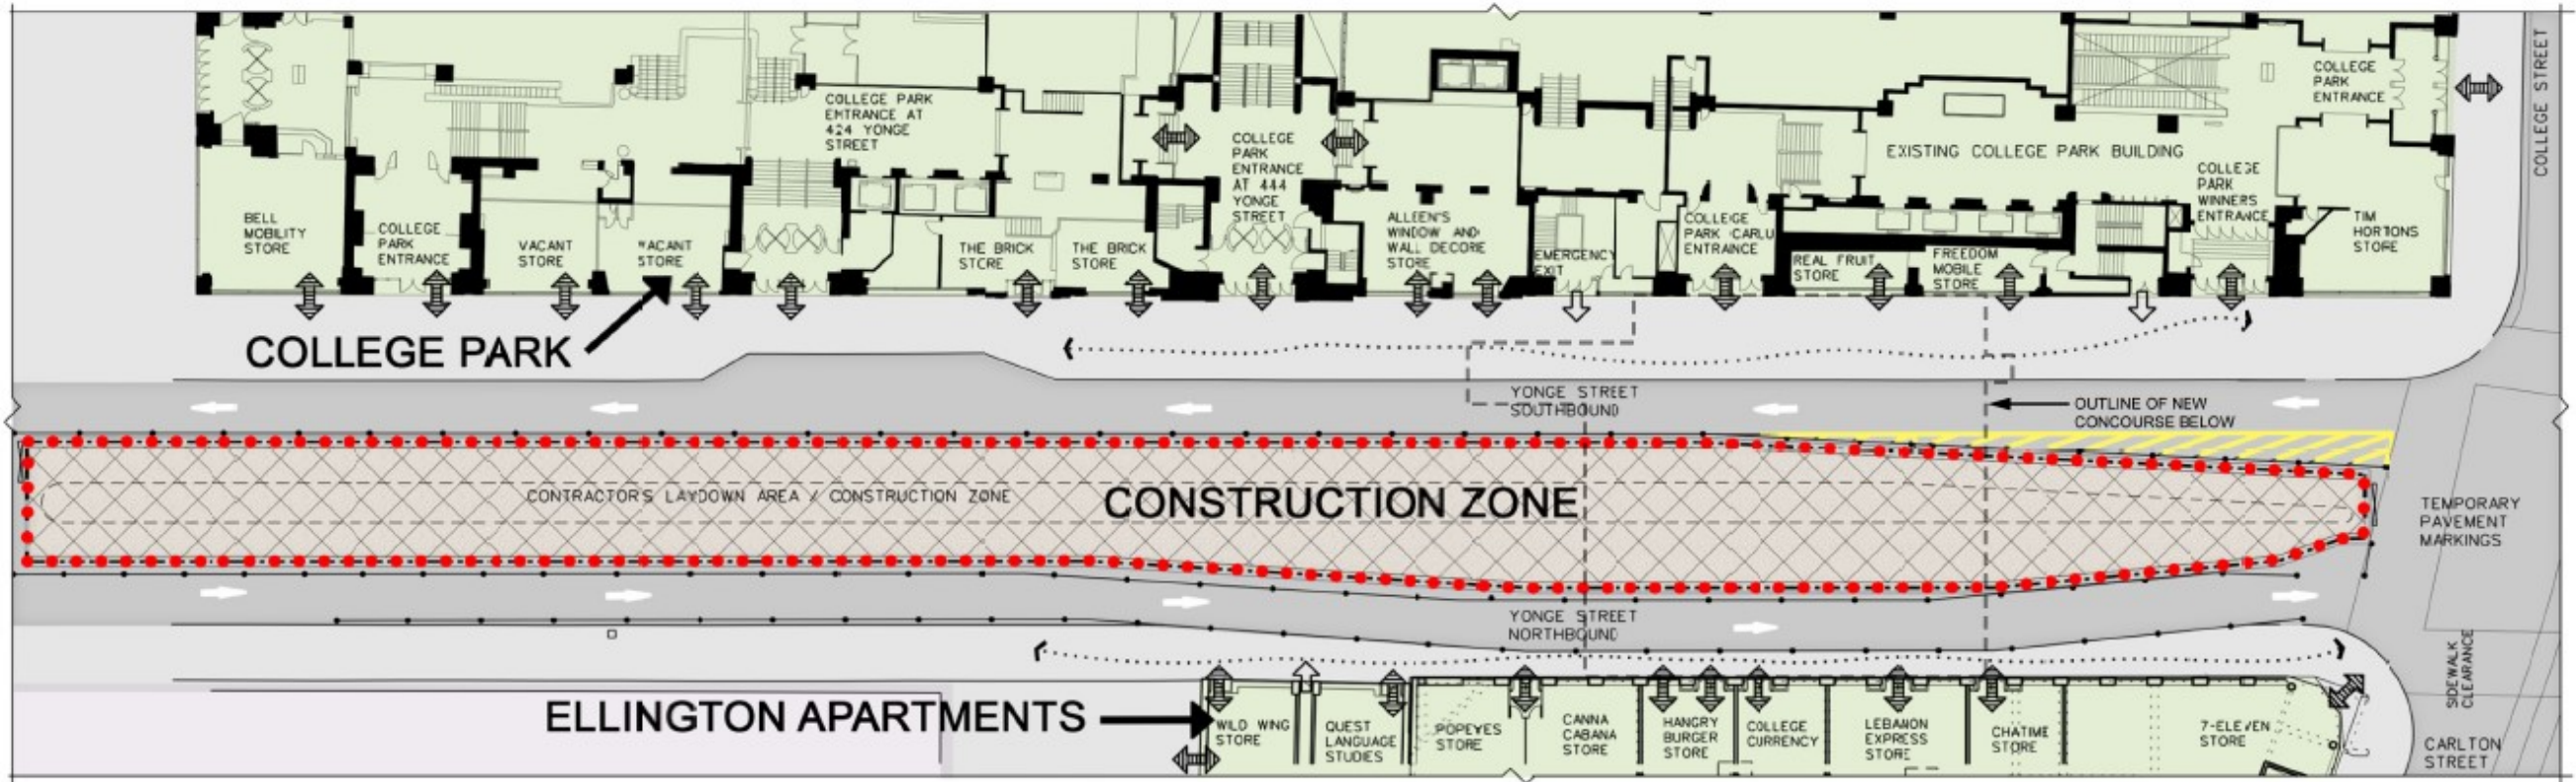 COLLEGE STREET
COLLEGE
PARK
ENTRANCE
COLLEGE PARK
ENTRANCE AT
424 YONGE
STREET
COLLEGE
PARK
ENTRANCE
AT 444
YONGE
STREET
EXISTING COLLEGE PARK BUILDING
COLLEGE
PARK
WINNERS
ENTRANCE
BELL
MOBILITY
STORE
COLLEGE
PARK
ENTRANCE
VACANT
STORE
VACANT
STORE
THE BRICK
STORE
THE BRICK
STORE
ALLEEN'S
WINDOW AND
WALL DECORE
STORE
EMERGENCY
EXIT
COLLEGE
PARK CARLU
ENTRANCE
REAL FRUIT
STORE
FREEDOM
MOBILE
STORE
TIM
HORTIONS
STORE
COLLEGE PARK
YONGE STREET
SOUTHBOUND
OUTLINE OF NEW
CONCOURSE BELOW
CONTRACTORS LAYDOWN AREA / CONSTRUCTION ZONE
CONSTRUCTION ZONE
TEMPORARY
PAVEMENT
MARKINGS
YONGE STREET
NORTHBOUND
SIDEWALK
CLEARANCE
ELLINGTON APARTMENTS
WILD WING
STORE
QUEST
LANGUAGE
STUDIES
POPEYES
STORE
CANNA
CABANA
STORE
HANGRY
BURGER
STORE
COLLEGE
CURRENCY
LEBANON
EXPRESS
STORE
CHATIME
STORE
7-ELEVEN
STORE
CARLTON
STREET